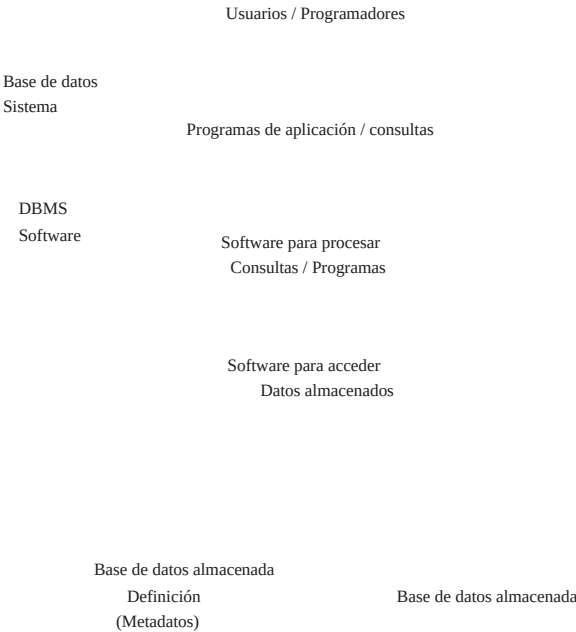 Usuarios / Programadores
Base de datos
Sistema
Programas de aplicación / consultas
DBMS
Software
Software para procesar
Consultas / Programas
Software para acceder
Datos almacenados
Base de datos almacenada
Definición
(Metadatos)
Base de datos almacenada